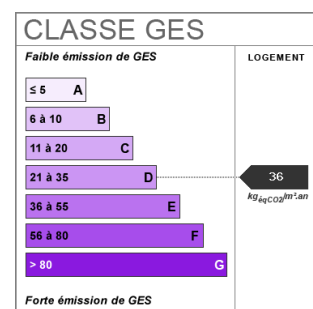 CLASSE GES
Faible émission de GES
LOGEMENT
≤ 5 A
6 à 10 B
11 à 20 C
21 à 35 D
36
kgéqCO2/m².an
36 à 55 E
56 à 80 F
> 80 G
Forte émission de GES